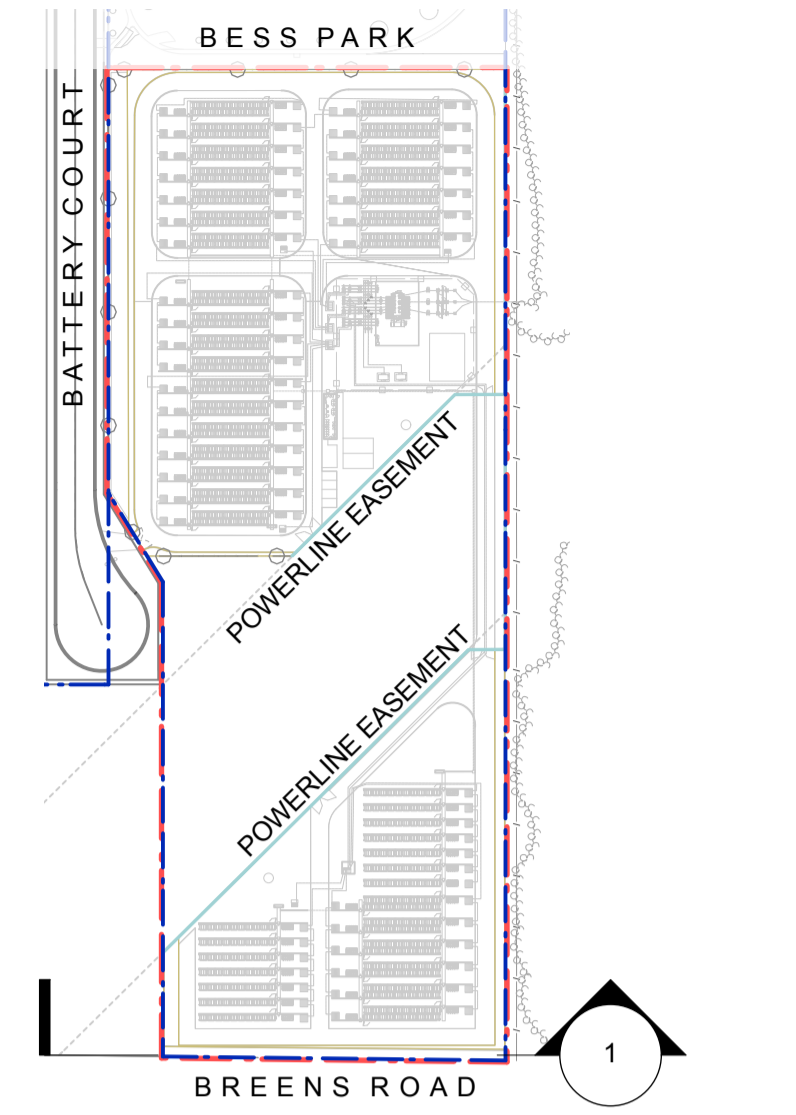 BESS PARK
BATTERY COURT
POWERLINE EASEMENT
POWERLINE EASEMENT
1
BREENS ROAD